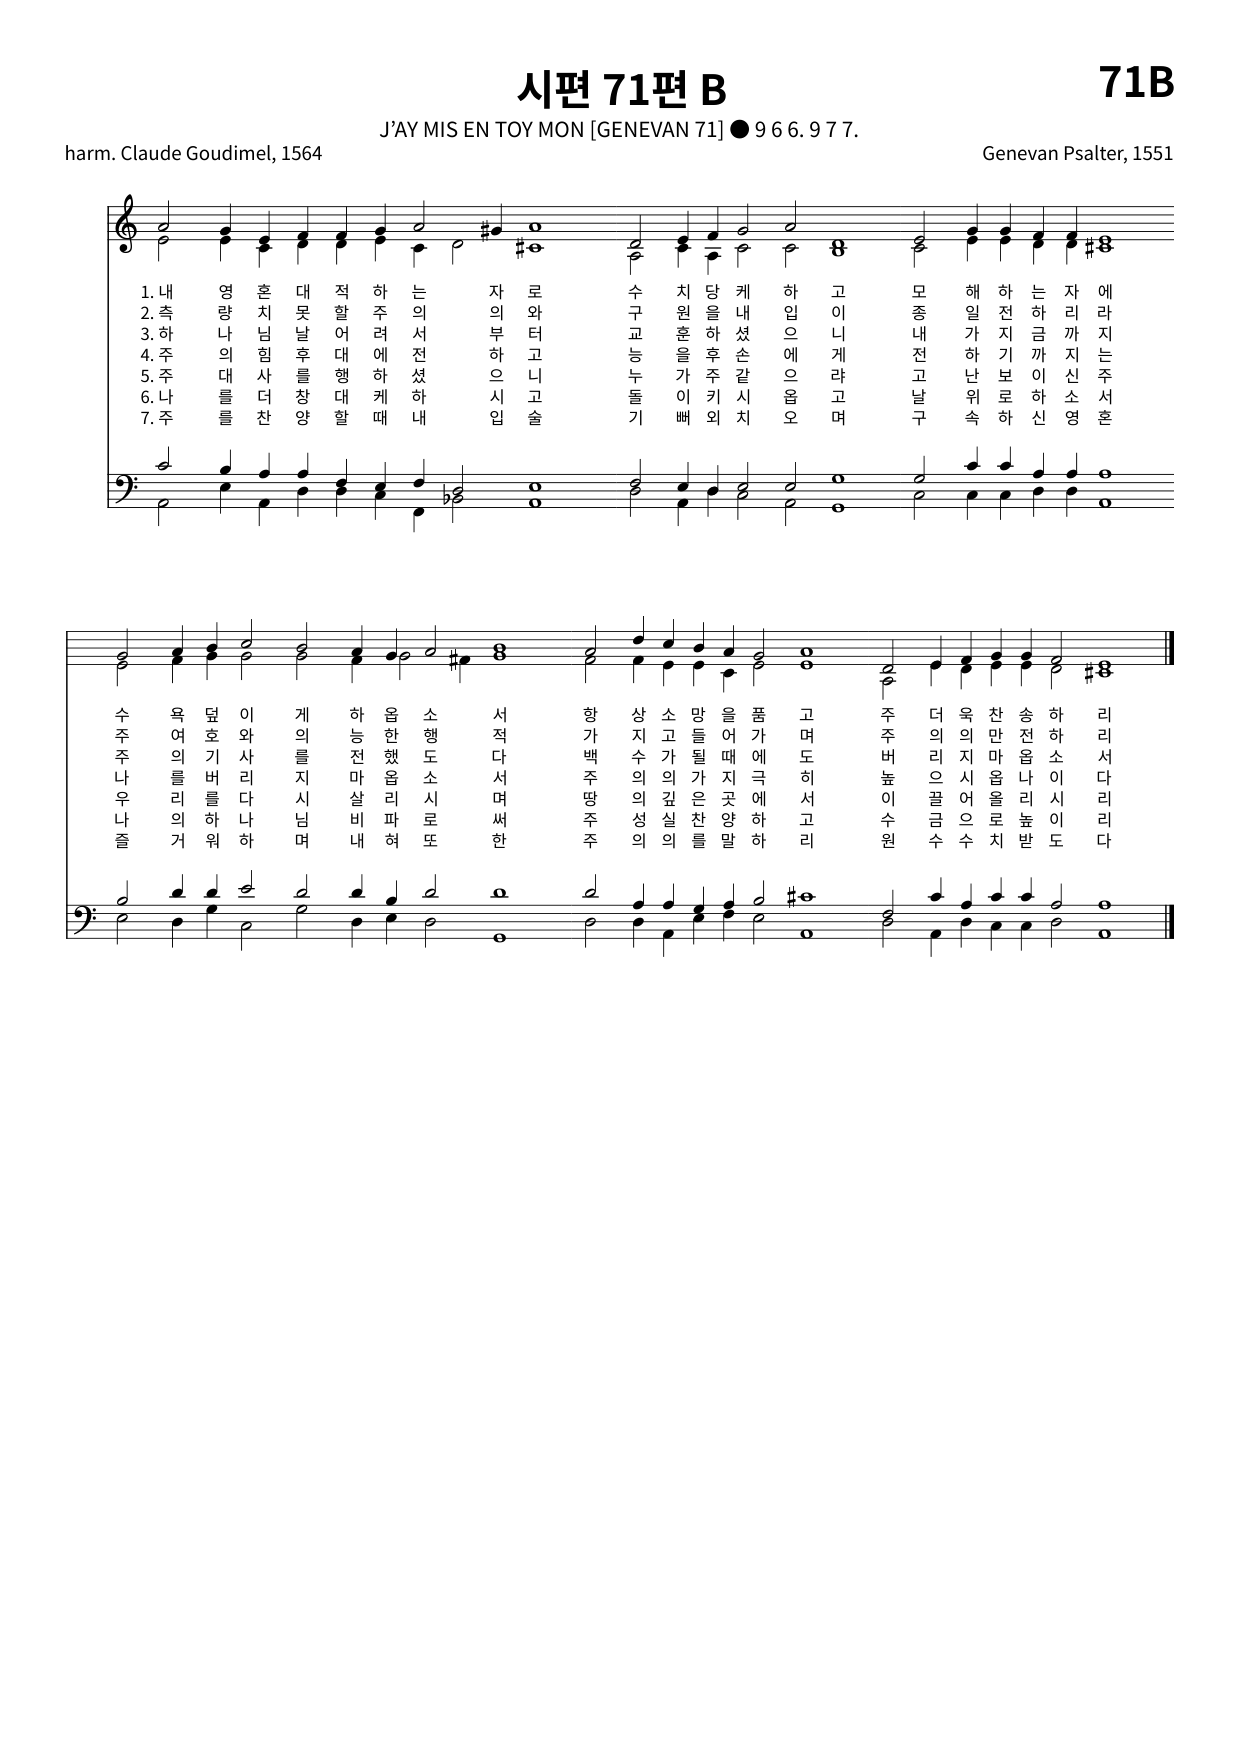 시편 71편 B
71B
J’AY MIS EN TOY MON [GENEVAN 71] ● 9 6 6. 9 7 7.
harm. Claude Goudimel, 1564
Genevan Psalter, 1551
1. 내 영 혼 대 적 하 는 자 로 수 치 당 케 하 고 모 해 하 는 자 에
2. 측 량 치 못 할 주 의 의 와 구 원 을 내 입 이 종 일 전 하 리 라
3. 하 나 님 날 어 려 서 부 터 교 훈 하 셨 으 니 내 가 지 금 까 지
4. 주 의 힘 후 대 에 전 하 고 능 을 후 손 에 게 전 하 기 까 지 는
5. 주 대 사 를 행 하 셨 으 니 누 가 주 같 으 랴 고 난 보 이 신 주
6. 나 를 더 창 대 케 하 시 고 돌 이 키 시 옵 고 날 위 로 하 소 서
7. 주 를 찬 양 할 때 내 입 술 기 뻐 외 치 오 며 구 속 하 신 영 혼
수 욕 덮 이 게 하 옵 소 서 항 상 소 망 을 품 고 주 더 욱 찬 송 하 리
주 여 호 와 의 능 한 행 적 가 지 고 들 어 가 며 주 의 의 만 전 하 리
주 의 기 사 를 전 했 도 다 백 수 가 될 때 에 도 버 리 지 마 옵 소 서
나 를 버 리 지 마 옵 소 서 주 의 의 가 지 극 히 높 으 시 옵 나 이 다
우 리 를 다 시 살 리 시 며 땅 의 깊 은 곳 에 서 이 끌 어 올 리 시 리
나 의 하 나 님 비 파 로 써 주 성 실 찬 양 하 고 수 금 으 로 높 이 리
즐 거 워 하 며 내 혀 또 한 주 의 의 를 말 하 리 원 수 수 치 받 도 다